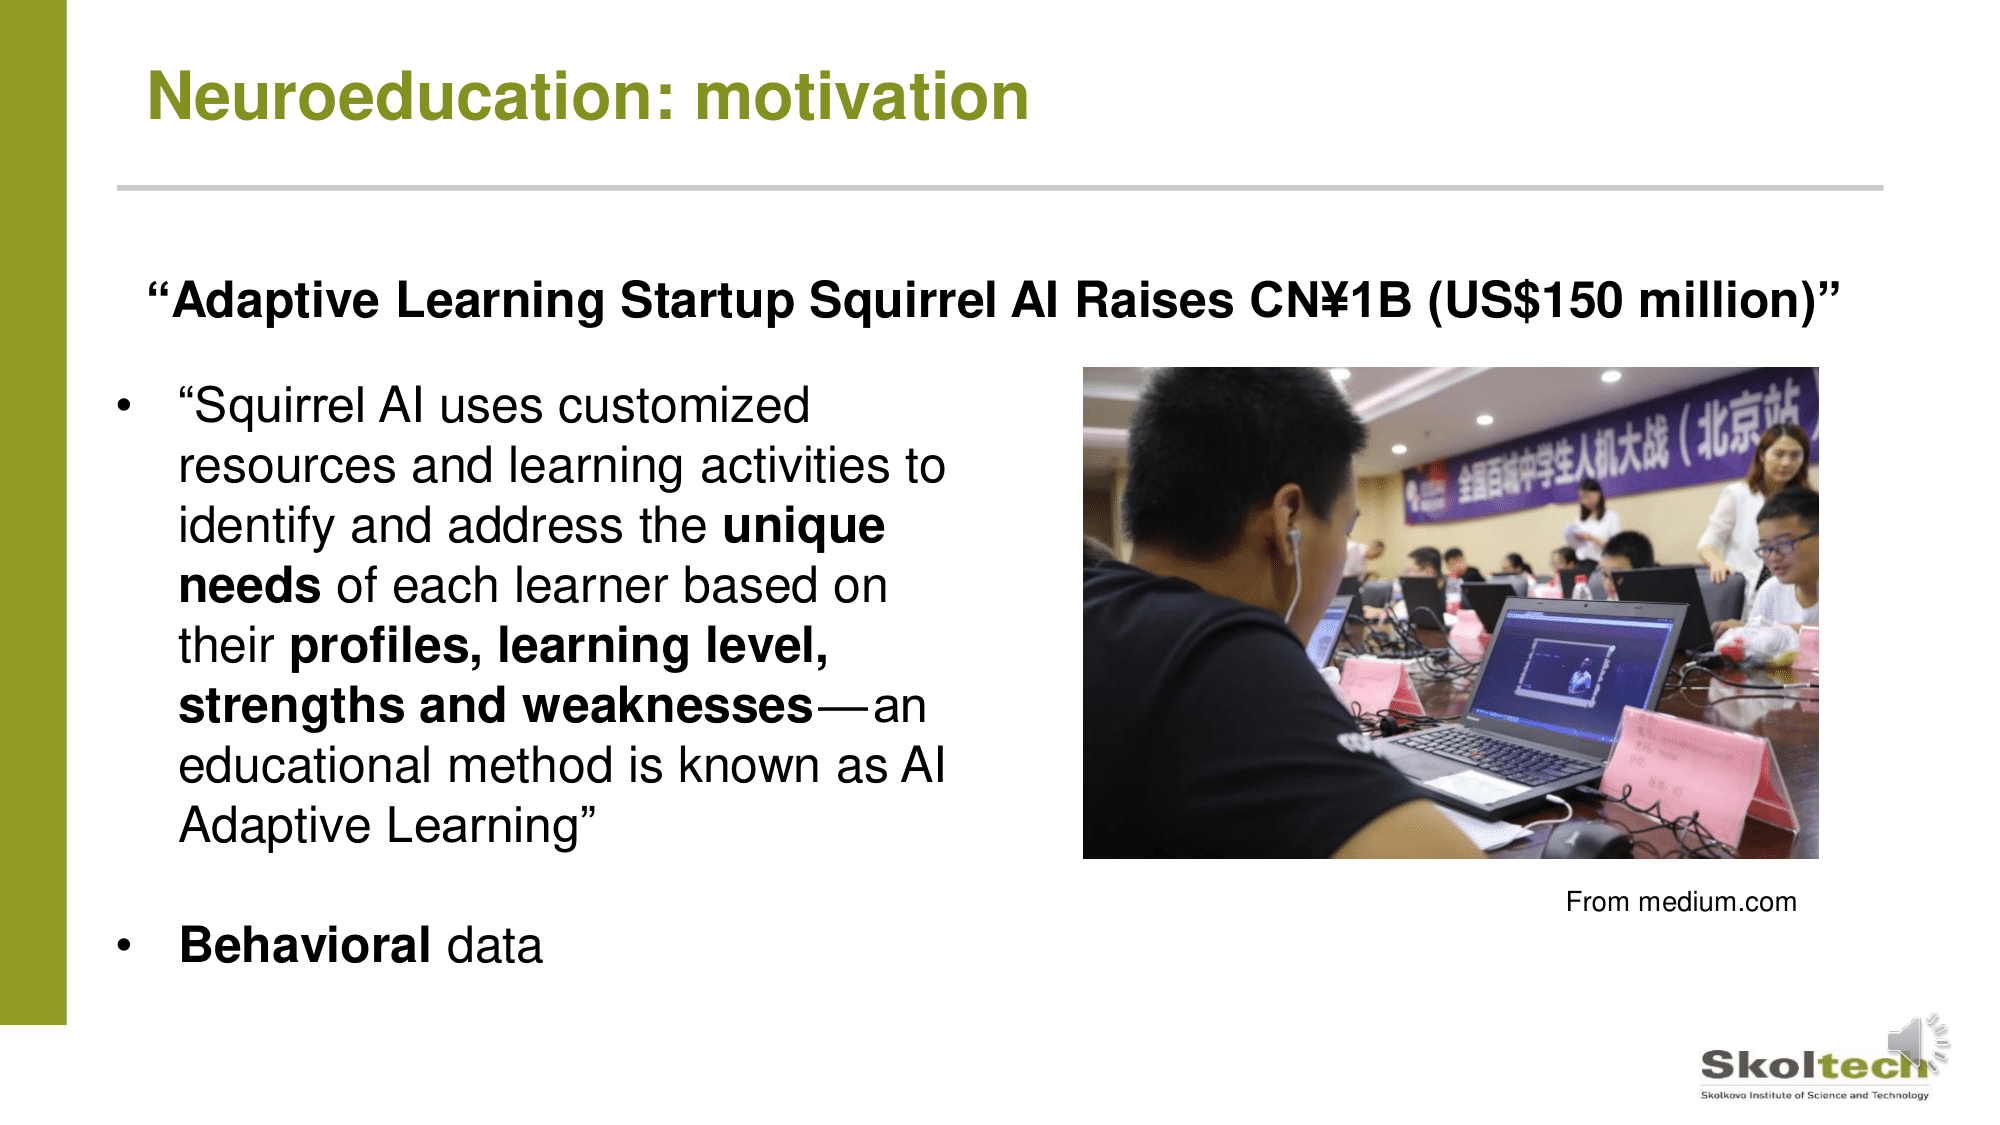 Neuroeducation: motivation
“Adaptive Learning Startup Squirrel AI Raises CN¥1B (US$150 million)”
• “Squirrel AI uses customized
resources and learning activities to
identify and address the unique
needs of each learner based on
their profiles, learning level,
strengths and weaknesses — an
educational method is known as AI
Adaptive Learning”
全国百城中学生人机大战（北京站
From medium.com
• Behavioral data
Skoltech
Skolkovo Institute of Science and Technology